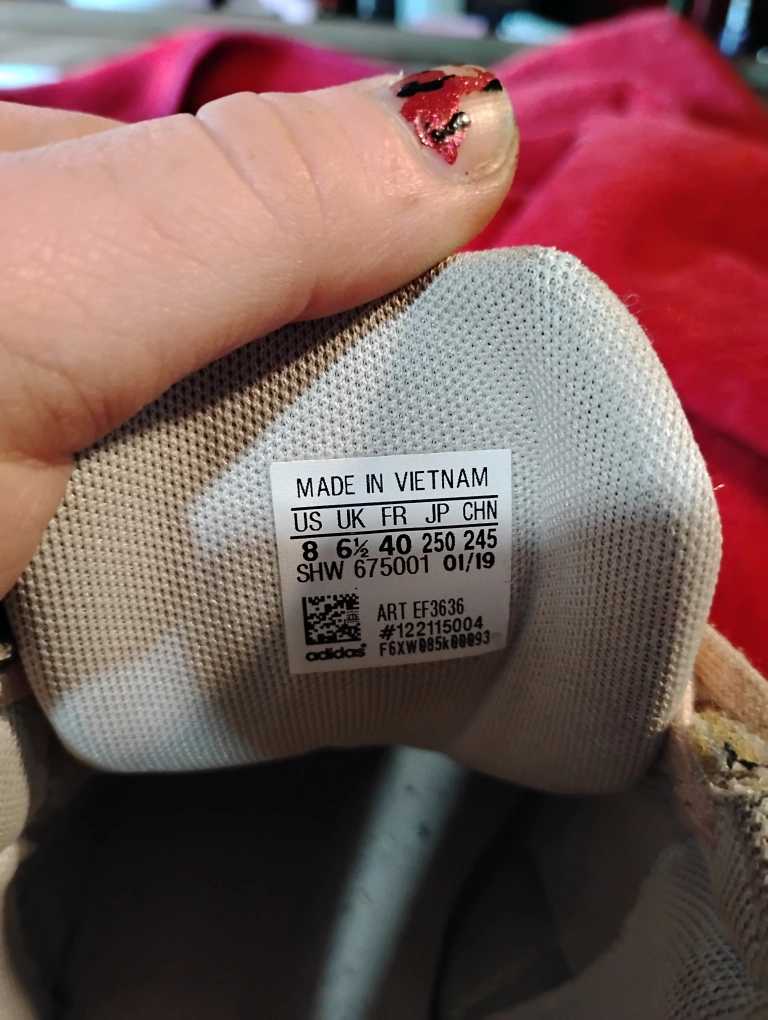 MADE IN VIETNAM
US UK FR JP CHN
8 6½ 40 250 245
SHW 675001 01/19
ART EF3636
#122115004
F6XW085k00093
adidas